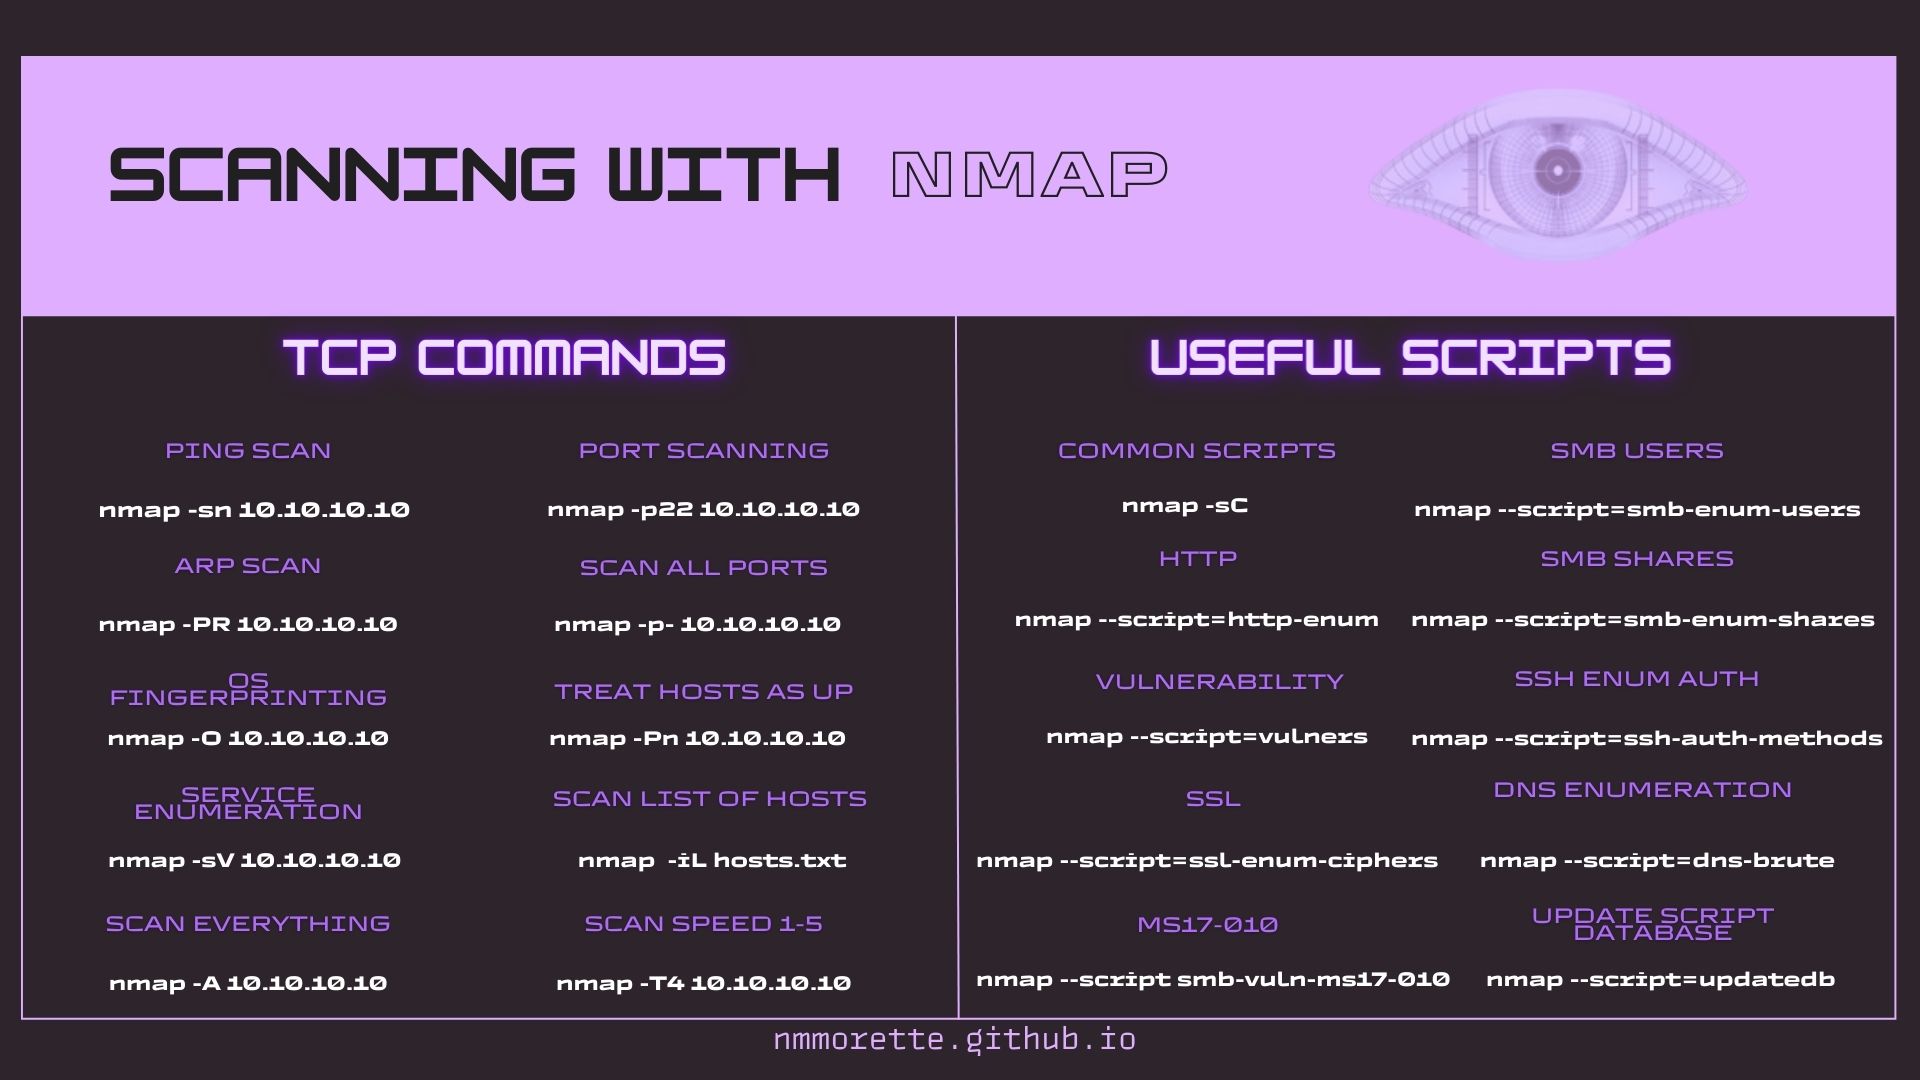 SCANNING WITH NMAP
TCP COMMANDS
PING SCAN
nmap -sn 10.10.10.10
ARP SCAN
nmap -PR 10.10.10.10
OS
FINGERPRINTING
nmap -O 10.10.10.10
SERVICE
ENUMERATION
nmap -sV 10.10.10.10
SCAN EVERYTHING
nmap -A 10.10.10.10
PORT SCANNING
nmap -p22 10.10.10.10
SCAN ALL PORTS
nmap -p- 10.10.10.10
TREAT HOSTS AS UP
nmap -Pn 10.10.10.10
SCAN LIST OF HOSTS
nmap  -iL hosts.txt
SCAN SPEED 1-5
nmap -T4 10.10.10.10
USEFUL SCRIPTS
COMMON SCRIPTS
nmap -sC
HTTP
nmap --script=http-enum
VULNERABILITY
nmap --script=vulners
SSL
nmap --script=ssl-enum-ciphers
MS17-010
nmap --script smb-vuln-ms17-010
SMB USERS
nmap --script=smb-enum-users
SMB SHARES
nmap --script=smb-enum-shares
SSH ENUM AUTH
nmap --script=ssh-auth-methods
DNS ENUMERATION
nmap --script=dns-brute
UPDATE SCRIPT
DATABASE
nmap --script=updatedb
nmmorette.github.io